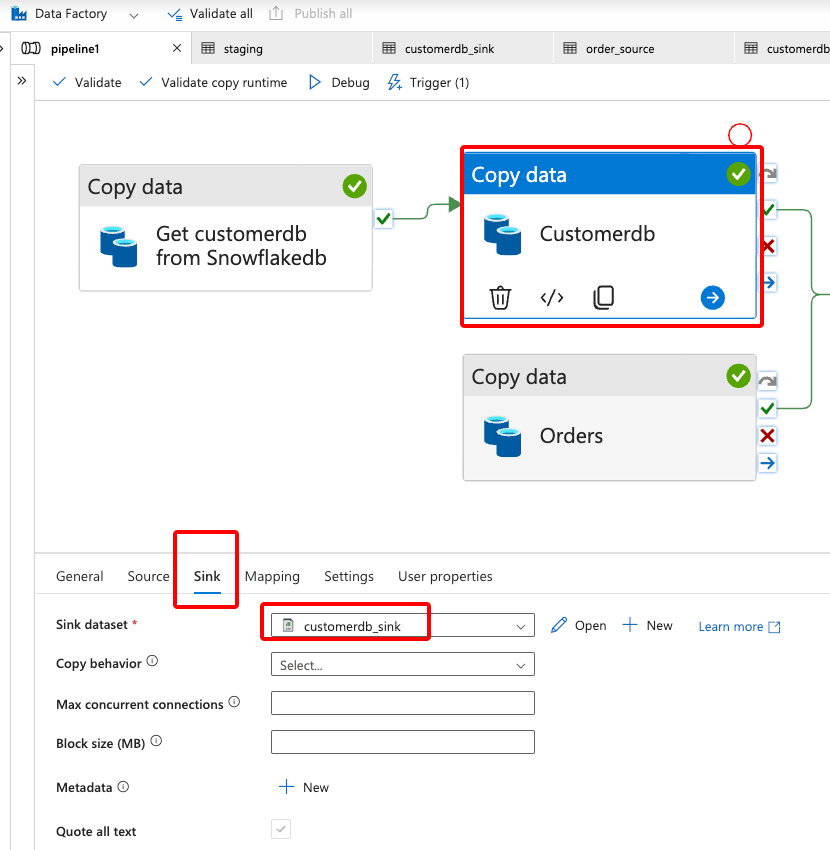 Data Factory
Validate all
Publish all
pipeline1
staging
customerdb_sink
order_source
customerdb
Validate
Validate copy runtime
Debug
Trigger (1)
Copy data
Get customerdb
from Snowflakedb
Copy data
Customerdb
Copy data
Orders
General
Source
Sink
Mapping
Settings
User properties
Sink dataset *
customerdb_sink
Open
New
Learn more
Copy behavior
Select...
Max concurrent connections
Block size (MB)
Metadata
New
Quote all text